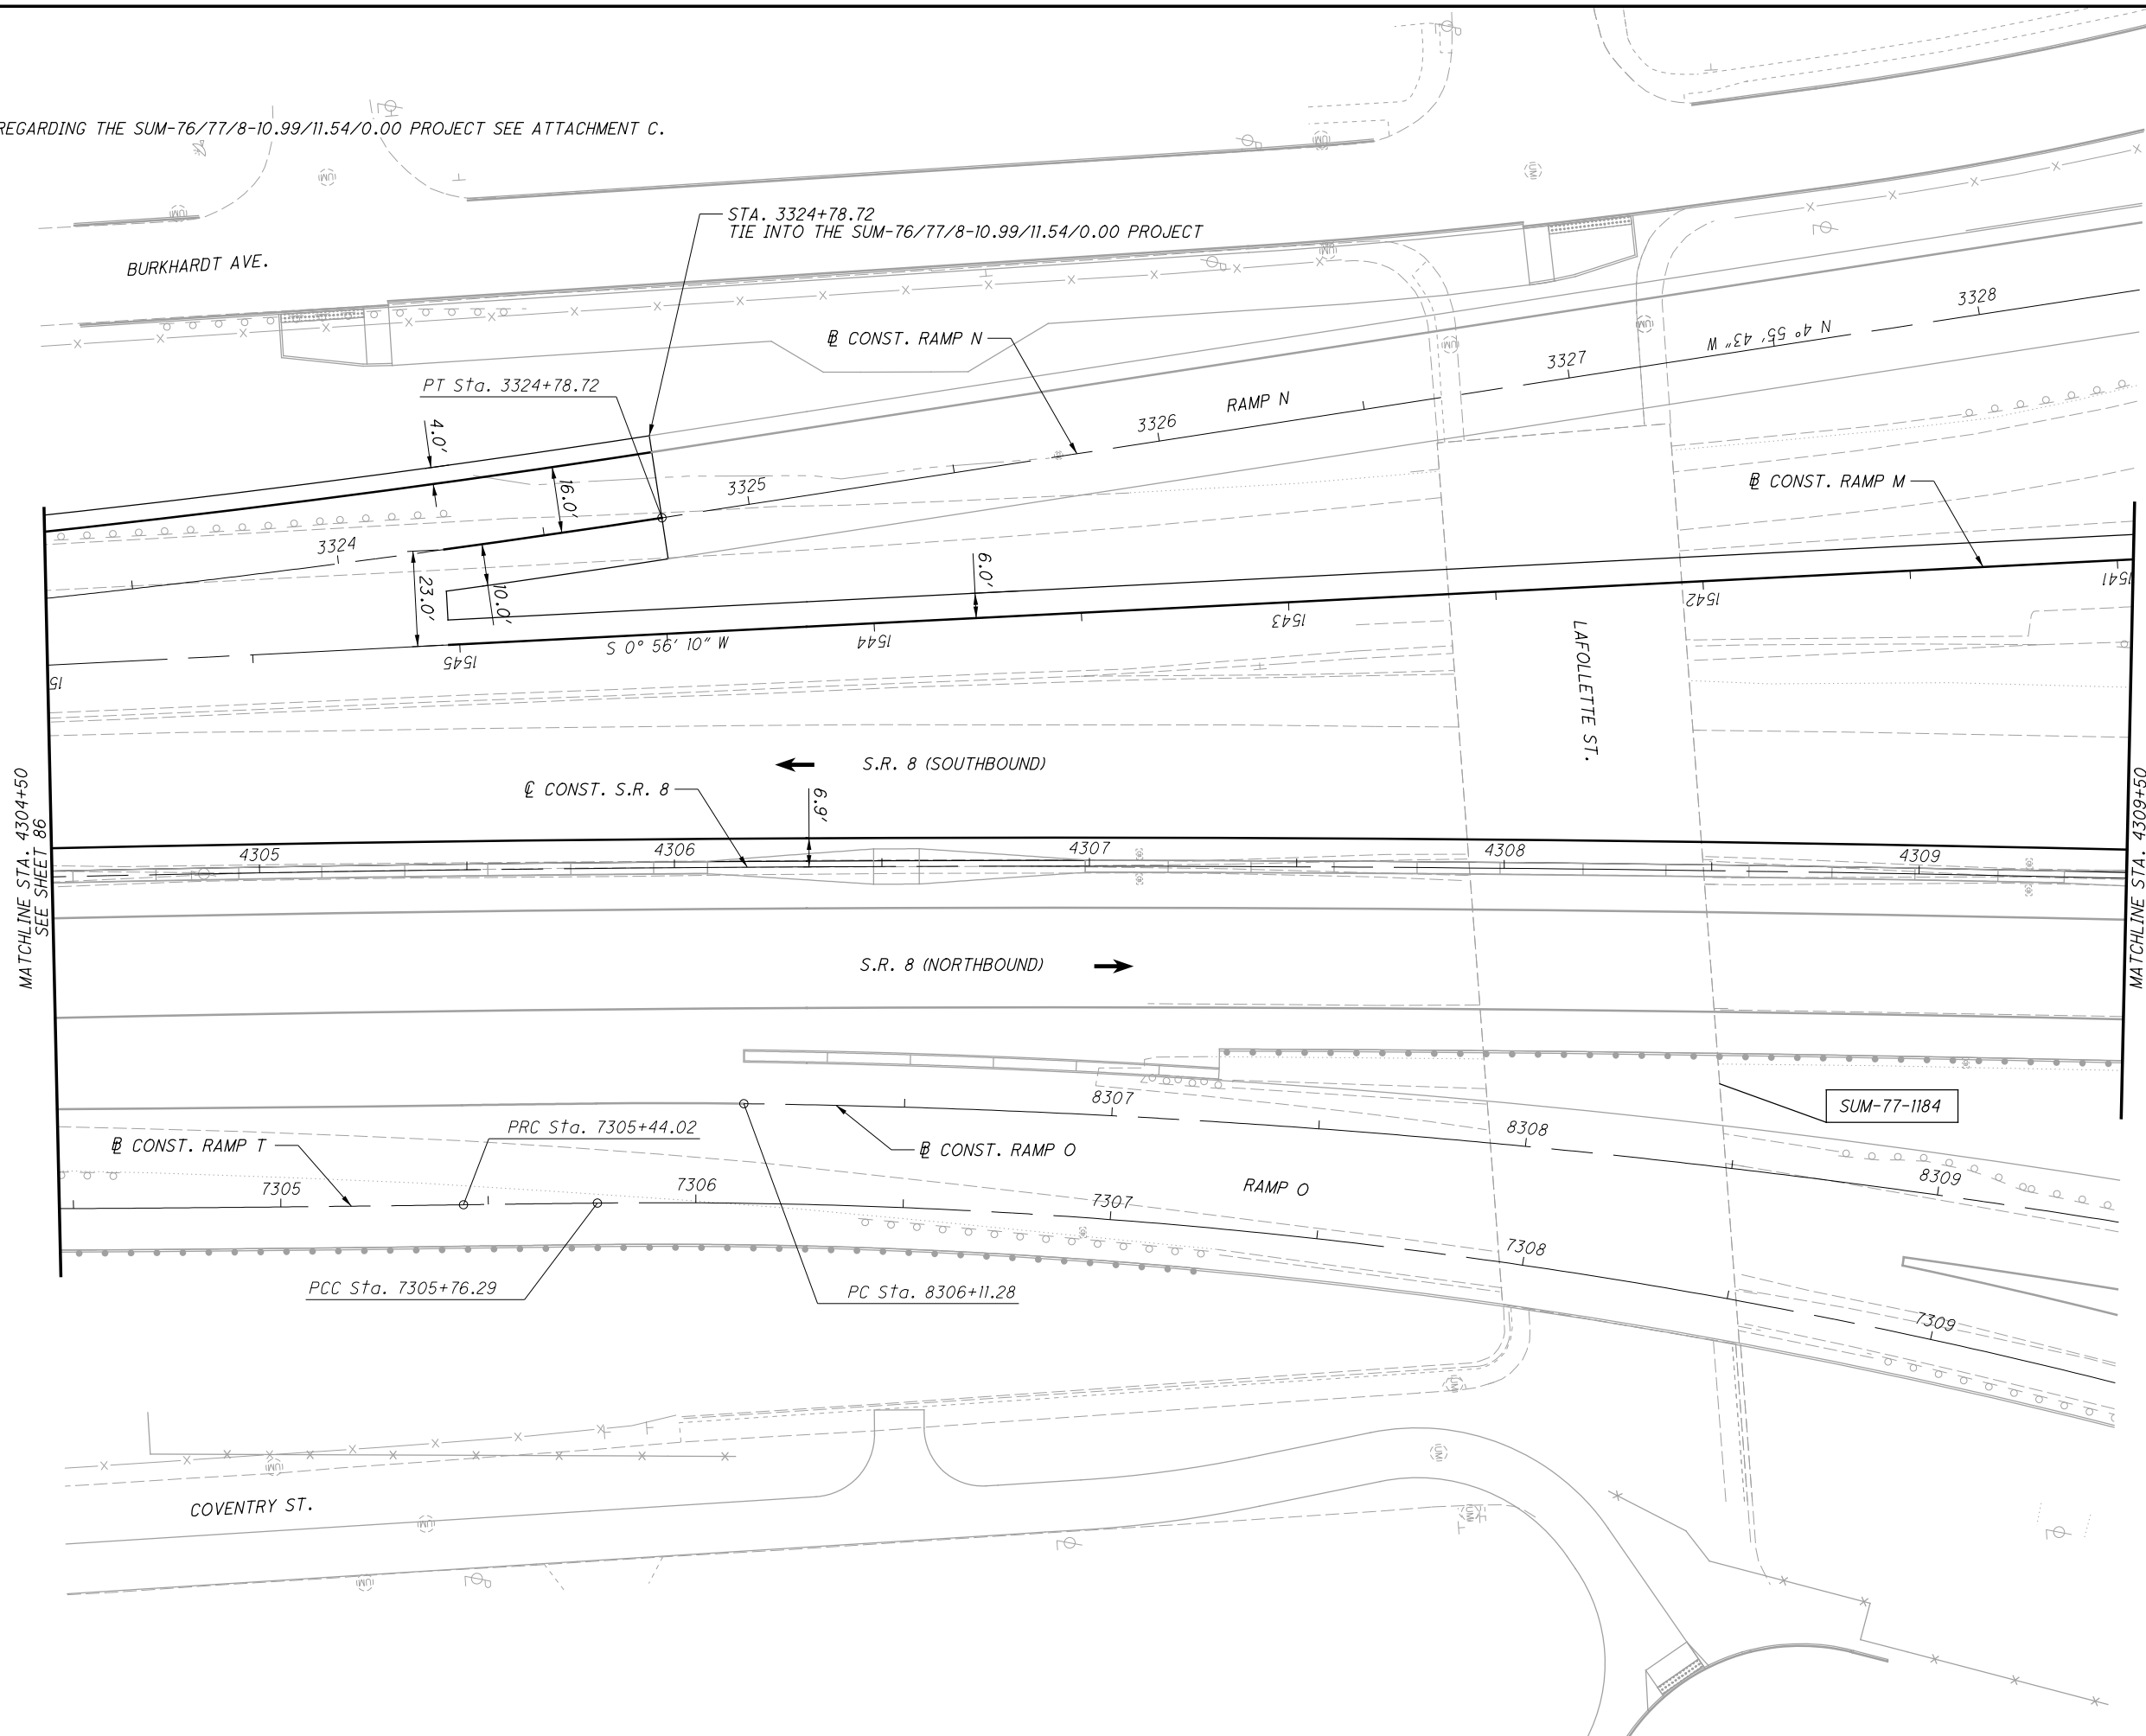 REGARDING THE SUM-76/77/8-10.99/11.54/0.00 PROJECT SEE ATTACHMENT C.
STA. 3324+78.72
TIE INTO THE SUM-76/77/8-10.99/11.54/0.00 PROJECT
BURKHARDT AVE.
℄ CONST. RAMP N
PT Sta. 3324+78.72
3328
N 4° 55' 43" W
3327
RAMP N
3326
3325
3324
4.0'
16.0'
10.0'
23.0'
6.0'
℄ CONST. RAMP M
1541
1542
1543
1544
1545
15
S 0° 56' 10" W
LAFOLLETTE ST.
S.R. 8 (SOUTHBOUND)
℄ CONST. S.R. 8
6.9'
MATCHLINE STA. 4304+50
SEE SHEET 86
MATCHLINE STA. 4309+50
4305
4306
4307
4308
4309
S.R. 8 (NORTHBOUND)
SUM-77-1184
8307
8308
8309
PRC Sta. 7305+44.02
℄ CONST. RAMP T
℄ CONST. RAMP O
RAMP O
7305
7306
7307
7308
7309
PCC Sta. 7305+76.29
PC Sta. 8306+11.28
COVENTRY ST.